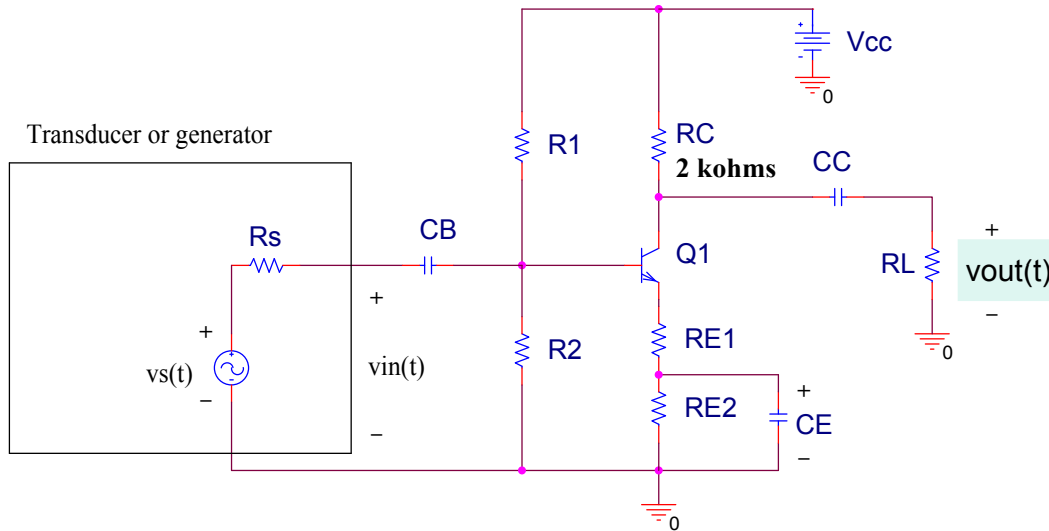 Vcc
0
Transducer or generator
R1
RC
2 kohms
CC
Rs
CB
Q1
RL
+
vout(t)
−
+
vs(t)
−
+
vin(t)
−
R2
RE1
RE2
+
CE
−
0
0